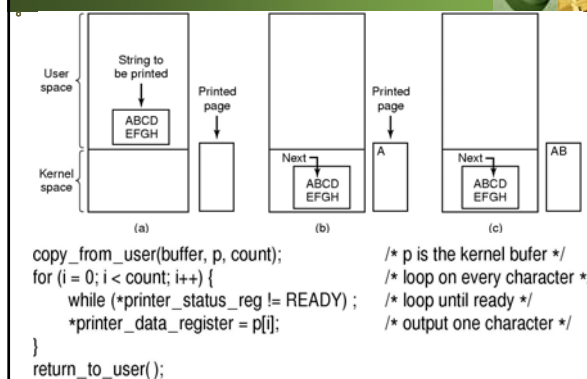 String to
be printed
User
space
Printed
page
Printed
page
ABCD
EFGH
A
AB
Next
Next
Kernel
space
ABCD
EFGH
ABCD
EFGH
(a)
(b)
(c)
copy_from_user(buffer, p, count); /* p is the kernel bufer */
for (i = 0; i < count; i++) { /* loop on every character *
while (*printer_status_reg != READY) ; /* loop until ready */
*printer_data_register = p[i]; /* output one character */
}
return_to_user( );